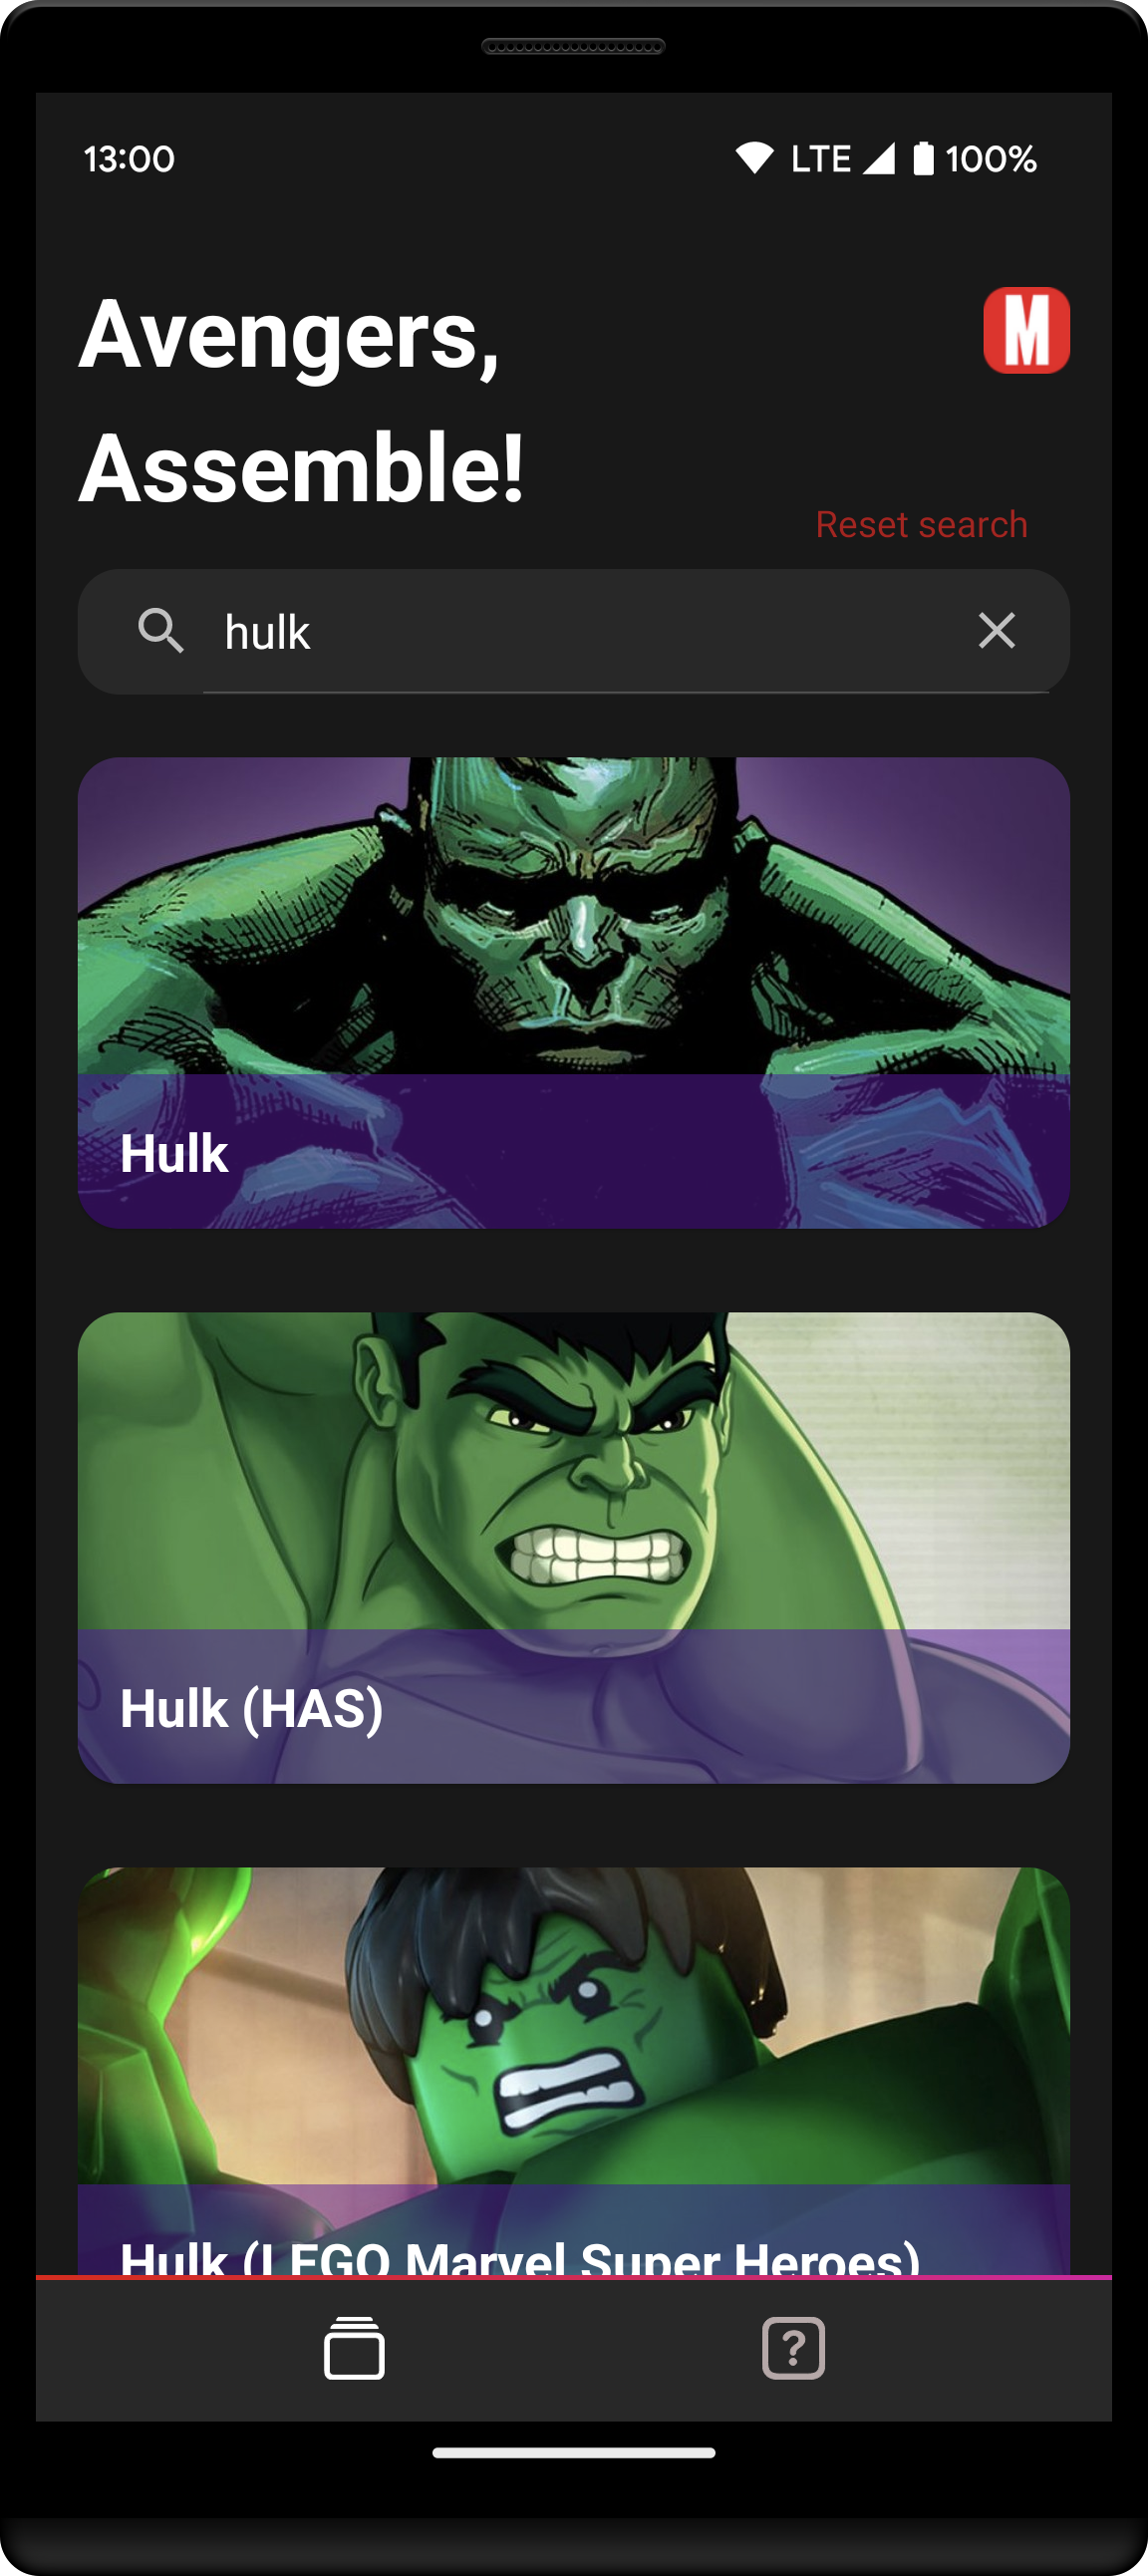 13:00
LTE
100%
Avengers,
Assemble!
M
Reset search
hulk
Hulk
Hulk (HAS)
Hulk (LEGO Marvel Super Heroes)
?